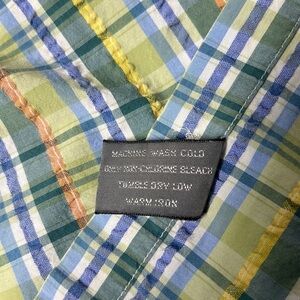 MACHINE WASH COLD
ONLY NON-CHLORINE BLEACH
TUMBLE DRY LOW
WARM IRON